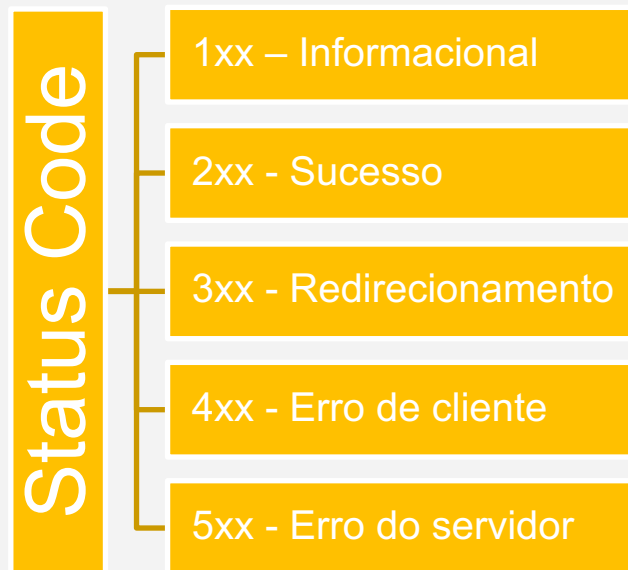 Status Code
1xx – Informacional
2xx - Sucesso
3xx - Redirecionamento
4xx - Erro de cliente
5xx - Erro do servidor